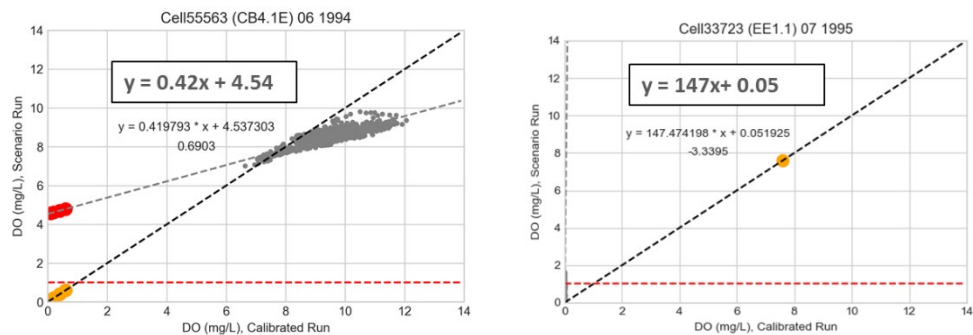 Cell55563 (CB4.1E) 06 1994
14
12
10
8
6
4
2
0
y = 0.42x + 4.54
y = 0.419793 * x + 4.537303
0.6903
DO (mg/L), Scenario Run
0 2 4 6 8 10 12 14
DO (mg/L), Calibrated Run
Cell33723 (EE1.1) 07 1995
14
12
10
8
6
4
2
0
y = 147x+ 0.05
y = 147.474198 * x + 0.051925
-3.3395
DO (mg/L), Scenario Run
0 2 4 6 8 10 12 14
DO (mg/L), Calibrated Run